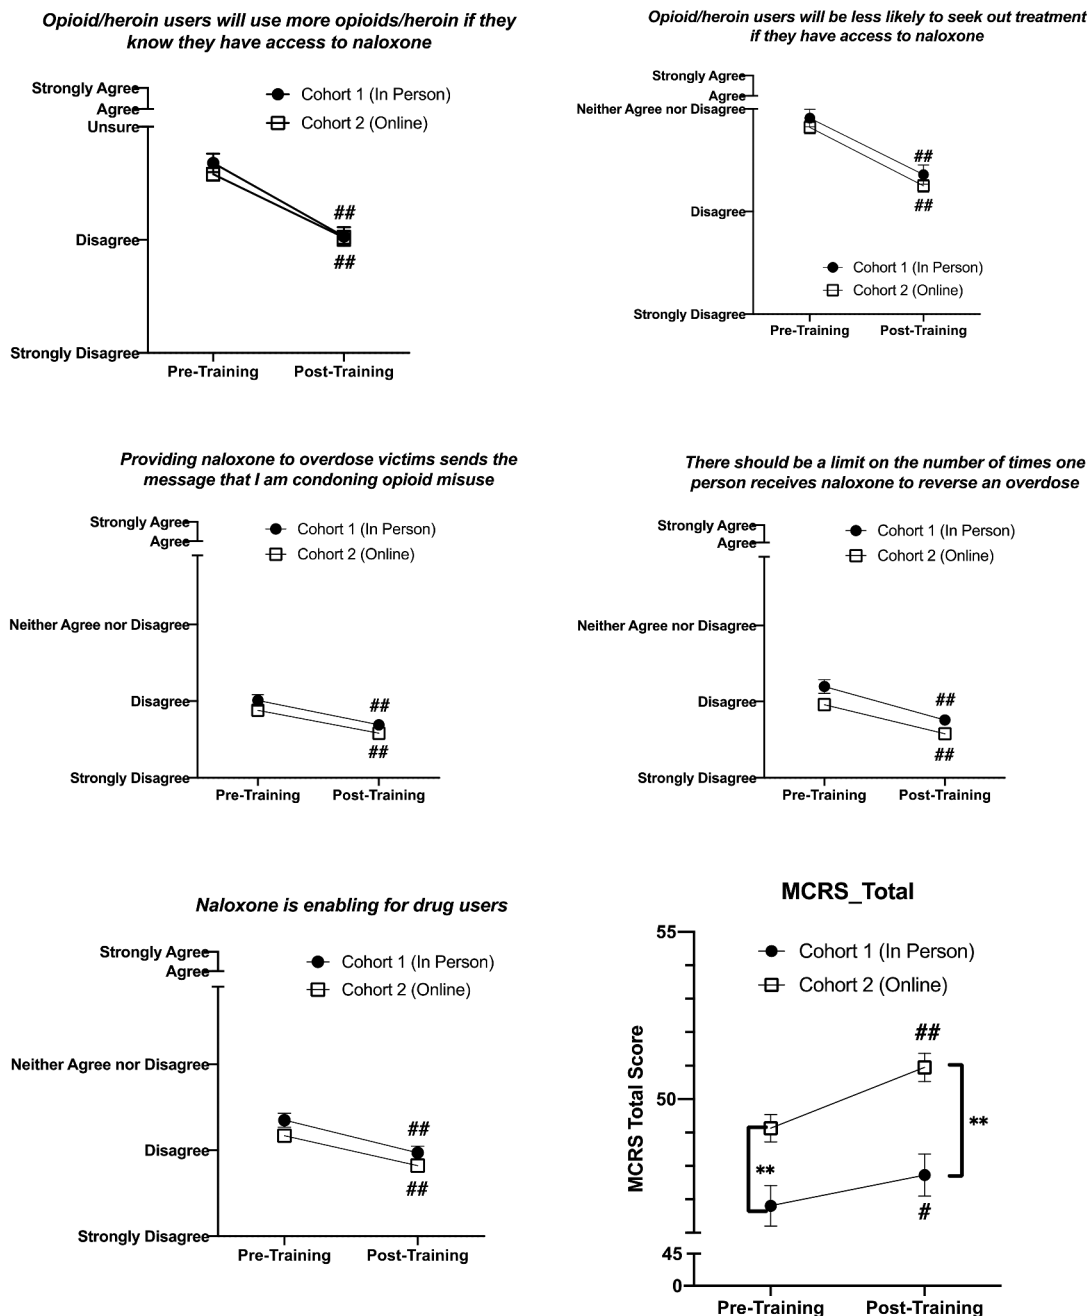 Opioid/heroin users will use more opioids/heroin if they
know they have access to naloxone
Strongly Agree
Agree
Unsure
Disagree
Strongly Disagree
Cohort 1 (In Person)
Cohort 2 (Online)
##
##
Pre-Training Post-Training
Opioid/heroin users will be less likely to seek out treatment
if they have access to naloxone
Strongly Agree
Agree
Neither Agree nor Disagree
Disagree
Strongly Disagree
##
##
Cohort 1 (In Person)
Cohort 2 (Online)
Pre-Training Post-Training
Providing naloxone to overdose victims sends the
message that I am condoning opioid misuse
Strongly Agree
Agree
Neither Agree nor Disagree
Disagree
Strongly Disagree
Cohort 1 (In Person)
Cohort 2 (Online)
##
##
Pre-Training Post-Training
There should be a limit on the number of times one
person receives naloxone to reverse an overdose
Strongly Agree
Agree
Neither Agree nor Disagree
Disagree
Strongly Disagree
Cohort 1 (In Person)
Cohort 2 (Online)
##
##
Pre-Training Post-Training
Naloxone is enabling for drug users
Strongly Agree
Agree
Neither Agree nor Disagree
Disagree
Strongly Disagree
Cohort 1 (In Person)
Cohort 2 (Online)
##
##
Pre-Training Post-Training
MCRS_Total
MCRS Total Score
55
50
45
0
Cohort 1 (In Person)
Cohort 2 (Online)
##
**
**
#
Pre-Training Post-Training